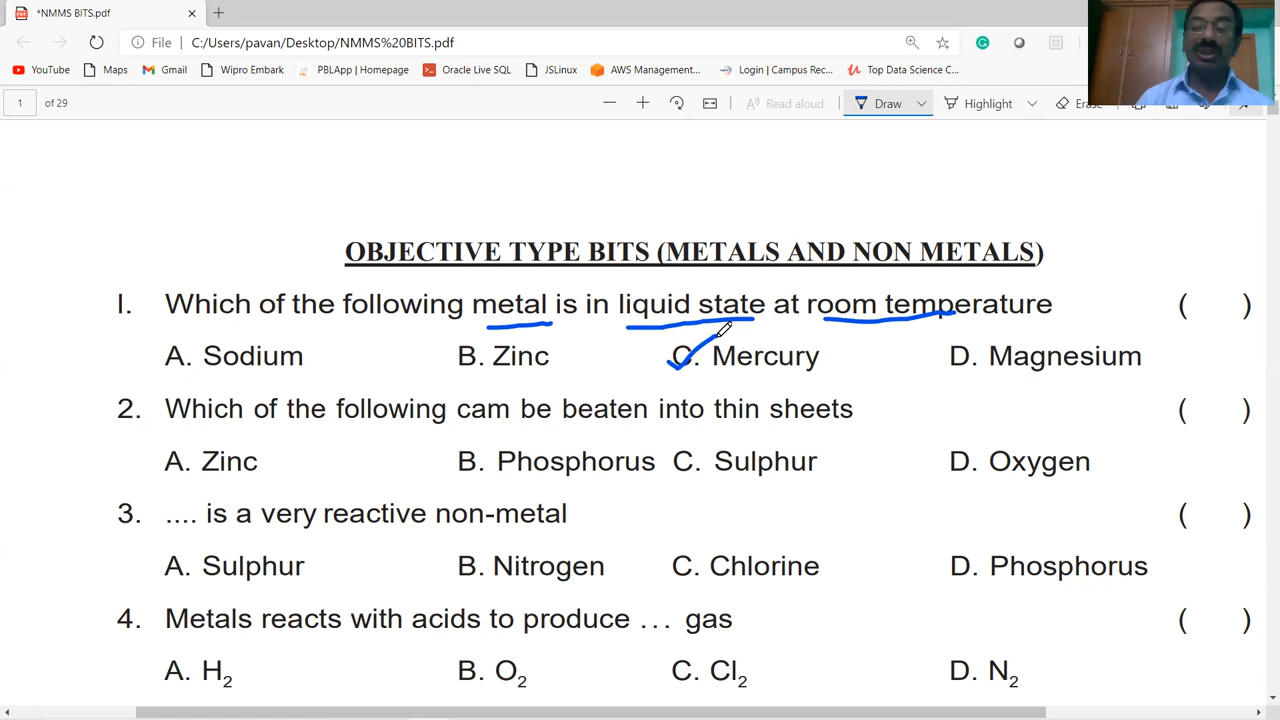 *NMMS BITS.pdf
File C:/Users/pavan/Desktop/NMMS%20BITS.pdf
YouTube Maps Gmail Wipro Embark PBLApp | Homepage Oracle Live SQL JSLinux AWS Management... Login | Campus Rec... Top Data Science C...
1 of 29 Read aloud Draw Highlight Erase
OBJECTIVE TYPE BITS (METALS AND NON METALS)
I. Which of the following metal is in liquid state at room temperature ( )
A. Sodium B. Zinc C. Mercury D. Magnesium
2. Which of the following cam be beaten into thin sheets ( )
A. Zinc B. Phosphorus C. Sulphur D. Oxygen
3. .... is a very reactive non-metal ( )
A. Sulphur B. Nitrogen C. Chlorine D. Phosphorus
4. Metals reacts with acids to produce ... gas ( )
A. H₂ B. O₂ C. Cl₂ D. N₂